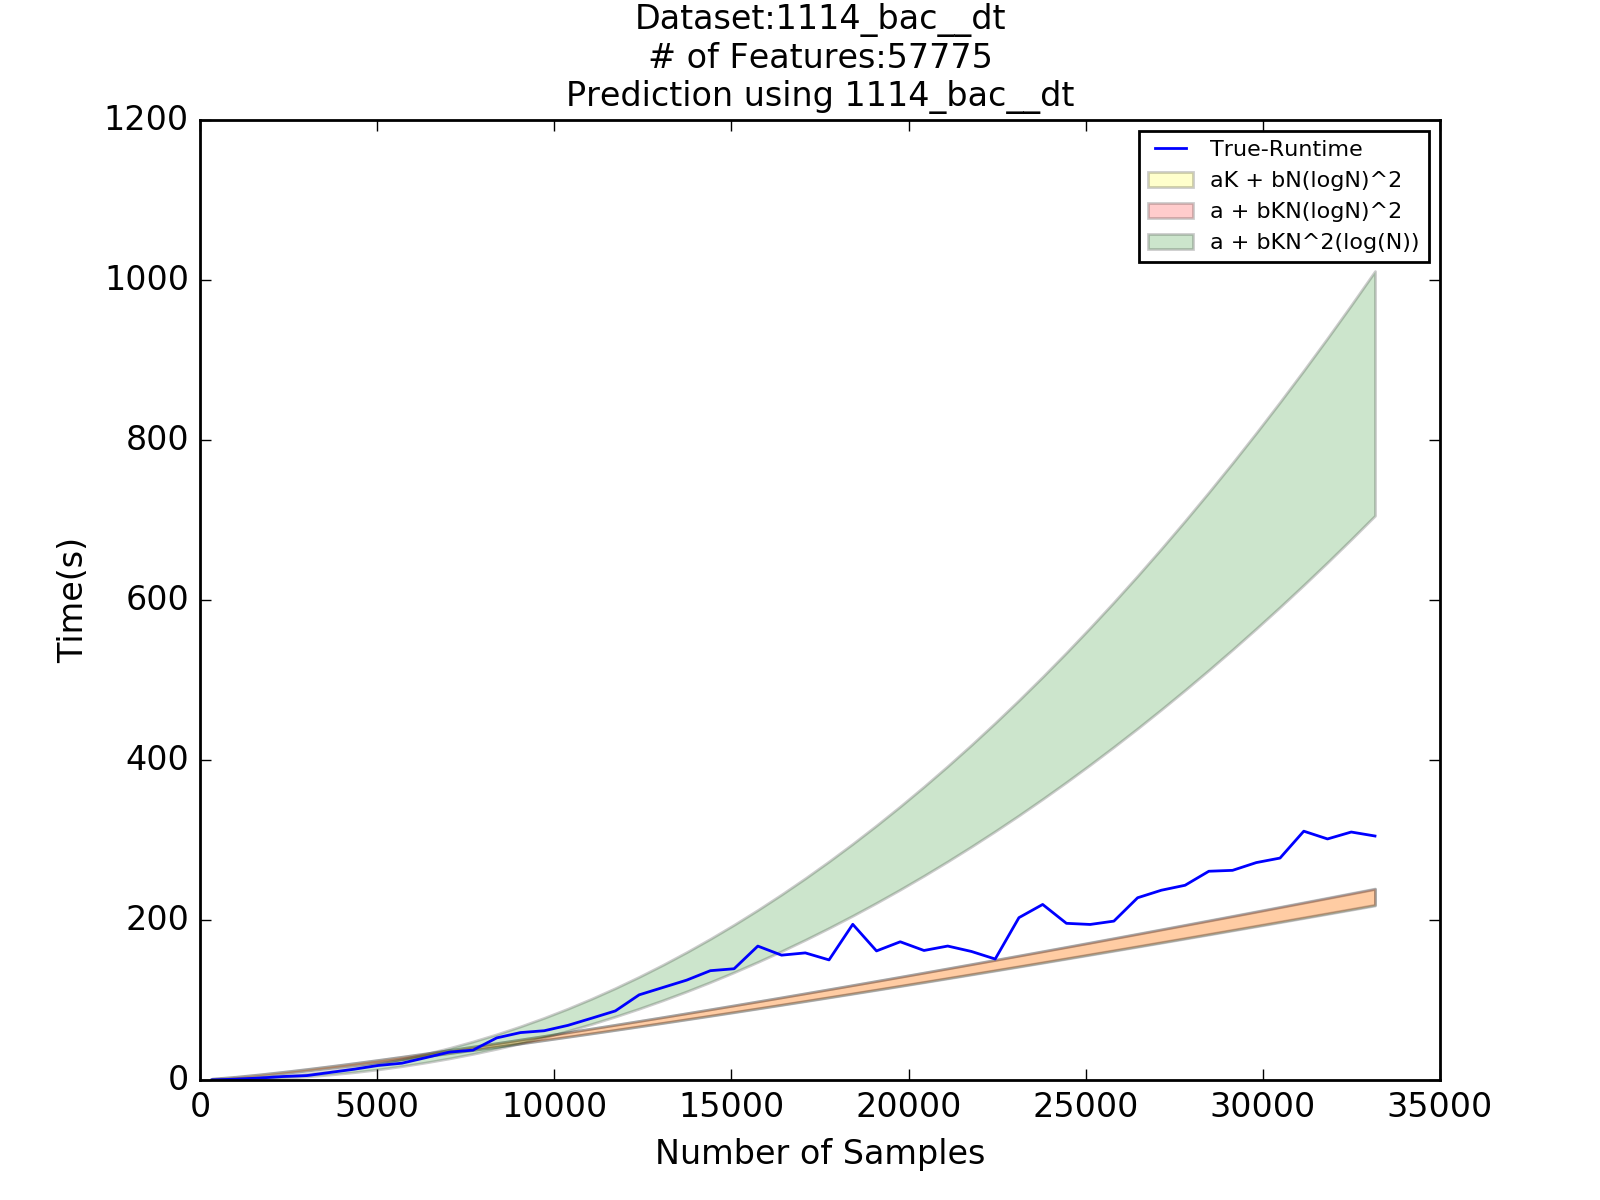 Dataset:1114_bac__dt
# of Features:57775
Prediction using 1114_bac__dt
1200
1000
800
600
400
200
0
Time(s)
True-Runtime
aK + bN(logN)^2
a + bKN(logN)^2
a + bKN^2(log(N))
0 5000 10000 15000 20000 25000 30000 35000
Number of Samples